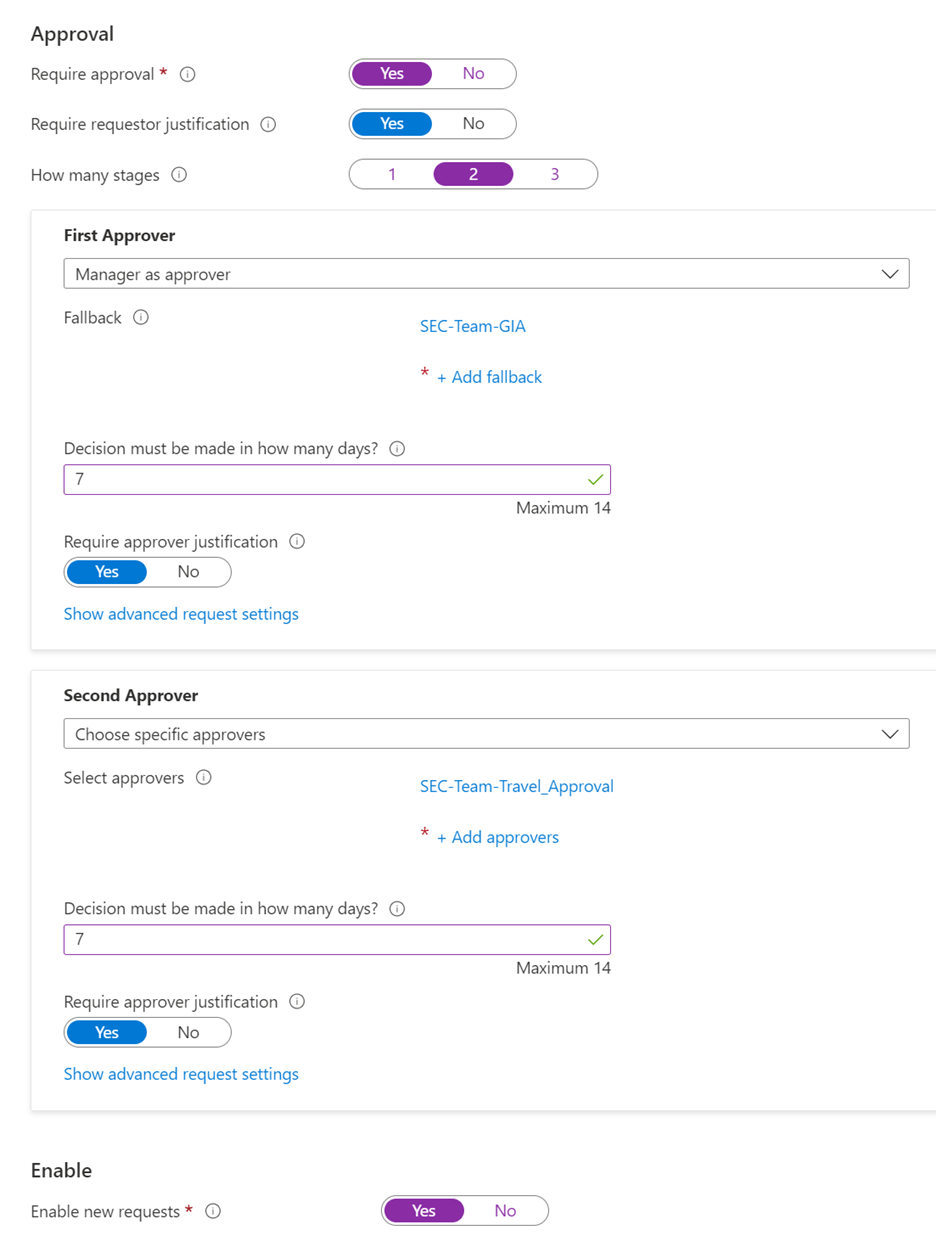 Approval
Require approval *
Yes No
Require requestor justification
Yes No
How many stages
1 2 3
First Approver
Manager as approver
Fallback
SEC-Team-GIA
* + Add fallback
Decision must be made in how many days?
7
Maximum 14
Require approver justification
Yes No
Show advanced request settings
Second Approver
Choose specific approvers
Select approvers
SEC-Team-Travel_Approval
* + Add approvers
Decision must be made in how many days?
7
Maximum 14
Require approver justification
Yes No
Show advanced request settings
Enable
Enable new requests *
Yes No